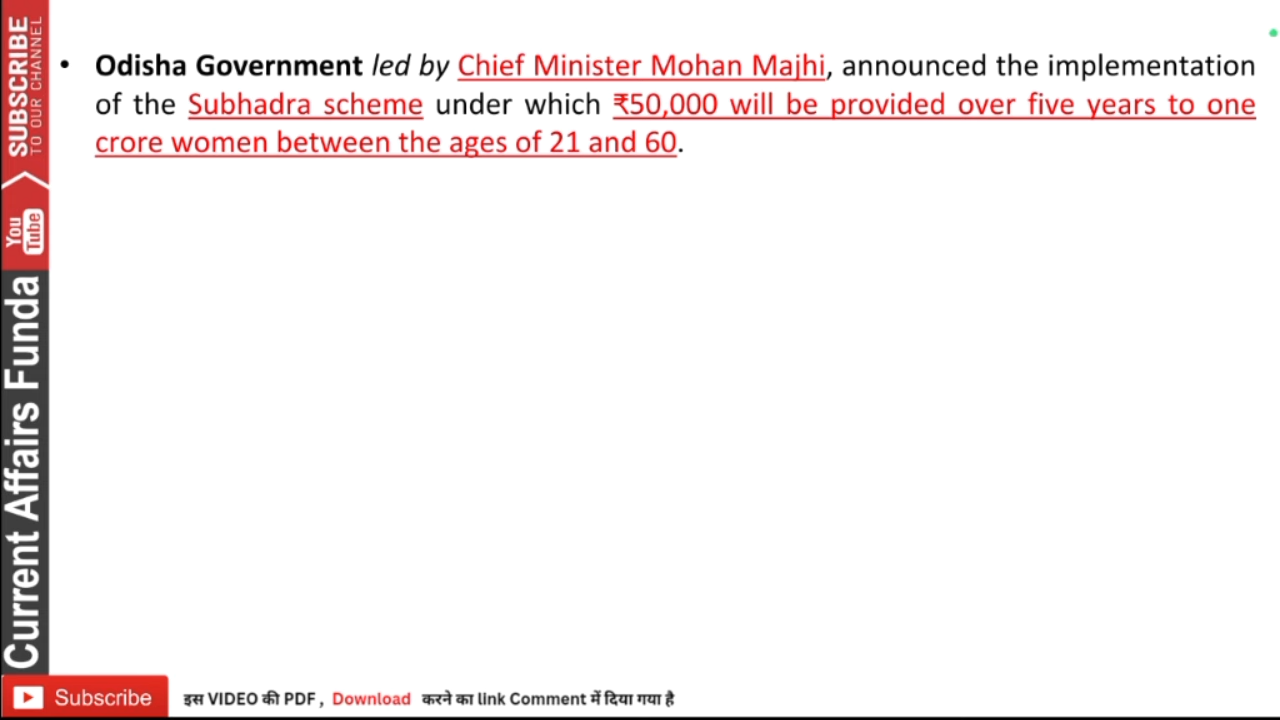 • Odisha Government led by Chief Minister Mohan Majhi, announced the implementation
of the Subhadra scheme under which ₹50,000 will be provided over five years to one
crore women between the ages of 21 and 60.
SUBSCRIBE
TO OUR CHANNEL
You
Tube
Current Affairs Funda
Subscribe
इस VIDEO की PDF , Download करने का link Comment में दिया गया है